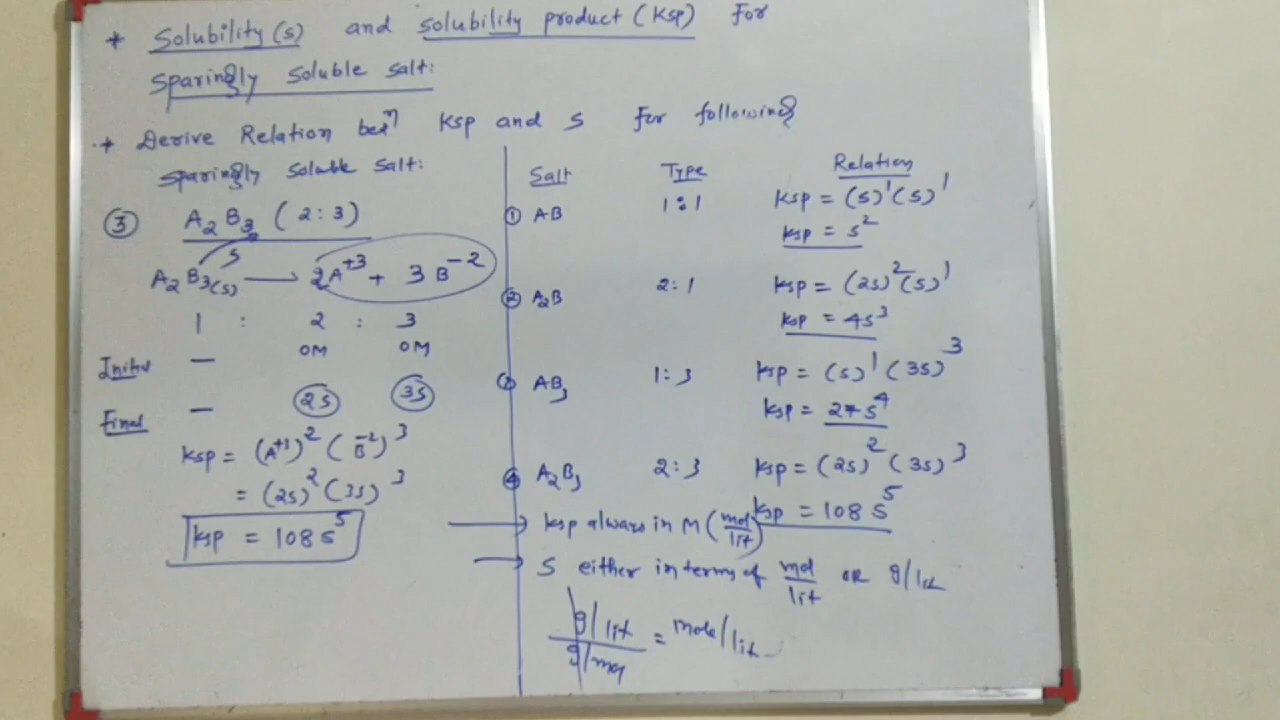 * Solubility(s) and solubility product (Ksp) For
Sparingly soluble salt:
* Derive Relation betⁿ Ksp and S for following
sparingly soluble salt:
③ A₂B₃ (2:3)
S
A₂B₃(s) → 2A⁺³ + 3B⁻²
1 : 2 : 3
Initial — 0M 0M
Final — 2S 3S
Ksp = (A⁺³)² (B⁻²)³
= (2S)² (3S)³
Ksp = 108 S⁵
Salt Type Relation
① AB 1:1 Ksp = (S)¹(S)¹
Ksp = S²
② A₂B 2:1 Ksp = (2S)²(S)¹
Ksp = 4S³
③ AB₃ 1:3 Ksp = (S)¹(3S)³
Ksp = 27S⁴
④ A₂B₃ 2:3 Ksp = (2S)²(3S)³
Ksp = 108 S⁵
→ Ksp always in M (mol/lit)
→ S either in terms of mol/lit OR g/lit
g/lit / g/mol = mole/lit